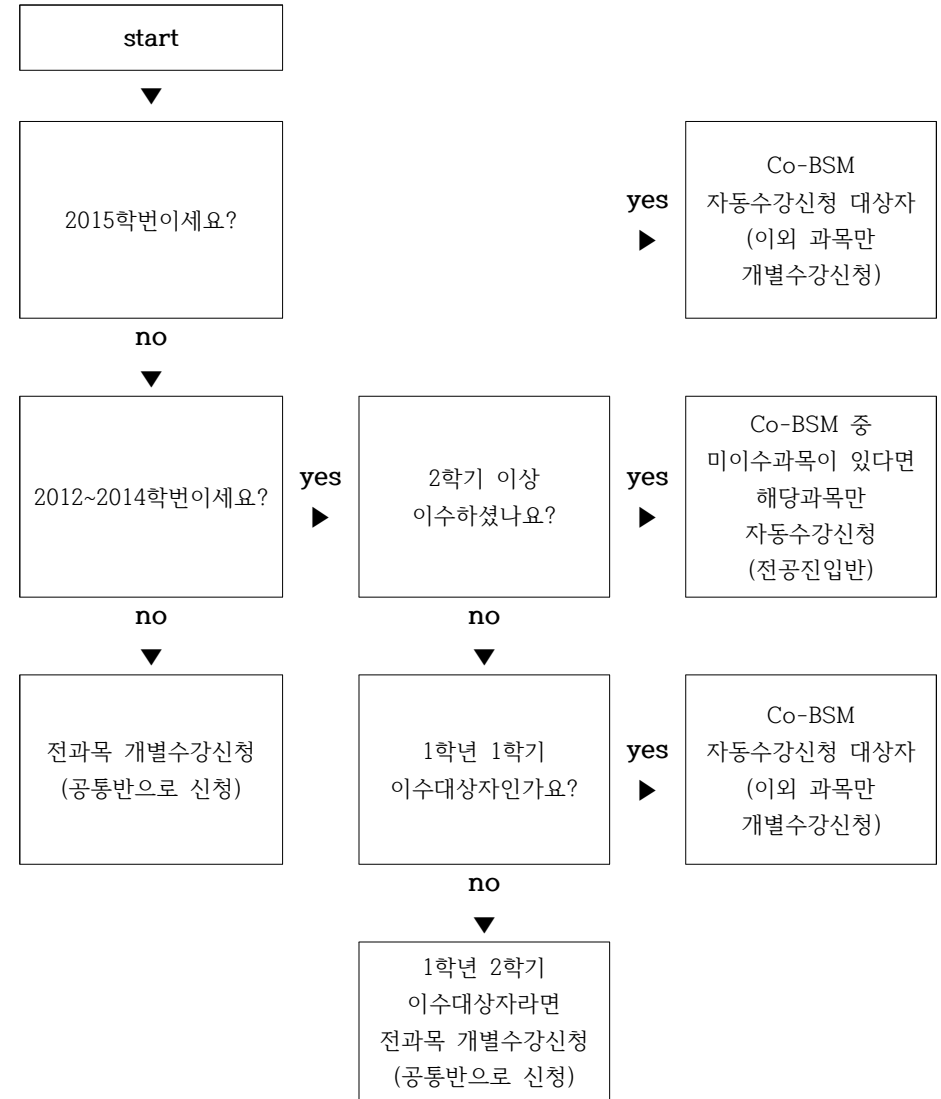 start
▼
2015학번이세요?
yes
▶
Co-BSM
자동수강신청 대상자
(이외 과목만
개별수강신청)
no
▼
2012~2014학번이세요?
yes
▶
2학기 이상
이수하셨나요?
yes
▶
Co-BSM 중
미이수과목이 있다면
해당과목만
자동수강신청
(전공진입반)
no
▼
no
▼
전과목 개별수강신청
(공통반으로 신청)
1학년 1학기
이수대상자인가요?
yes
▶
Co-BSM
자동수강신청 대상자
(이외 과목만
개별수강신청)
no
▼
1학년 2학기
이수대상자라면
전과목 개별수강신청
(공통반으로 신청)